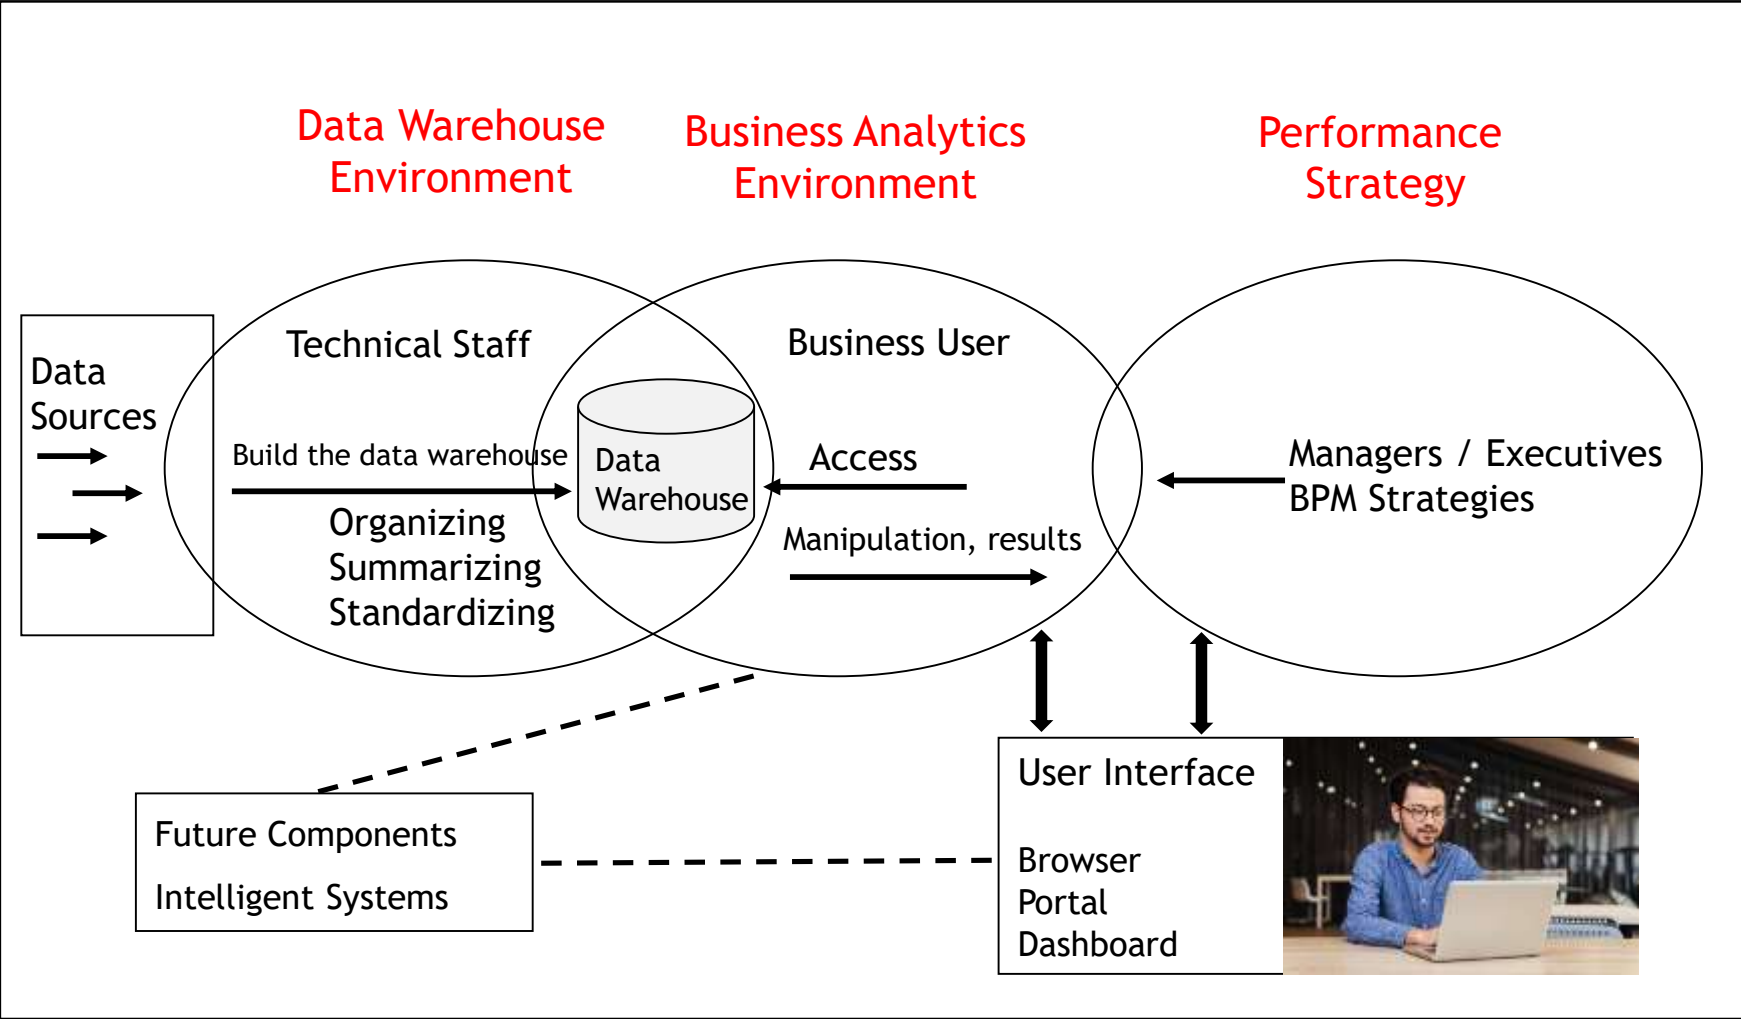 Data Warehouse
Environment
Business Analytics
Environment
Performance
Strategy
Data
Sources
Technical Staff
Build the data warehouse
Organizing
Summarizing
Standardizing
Data
Warehouse
Business User
Access
Manipulation, results
Managers / Executives
BPM Strategies
Future Components
Intelligent Systems
User Interface
Browser
Portal
Dashboard